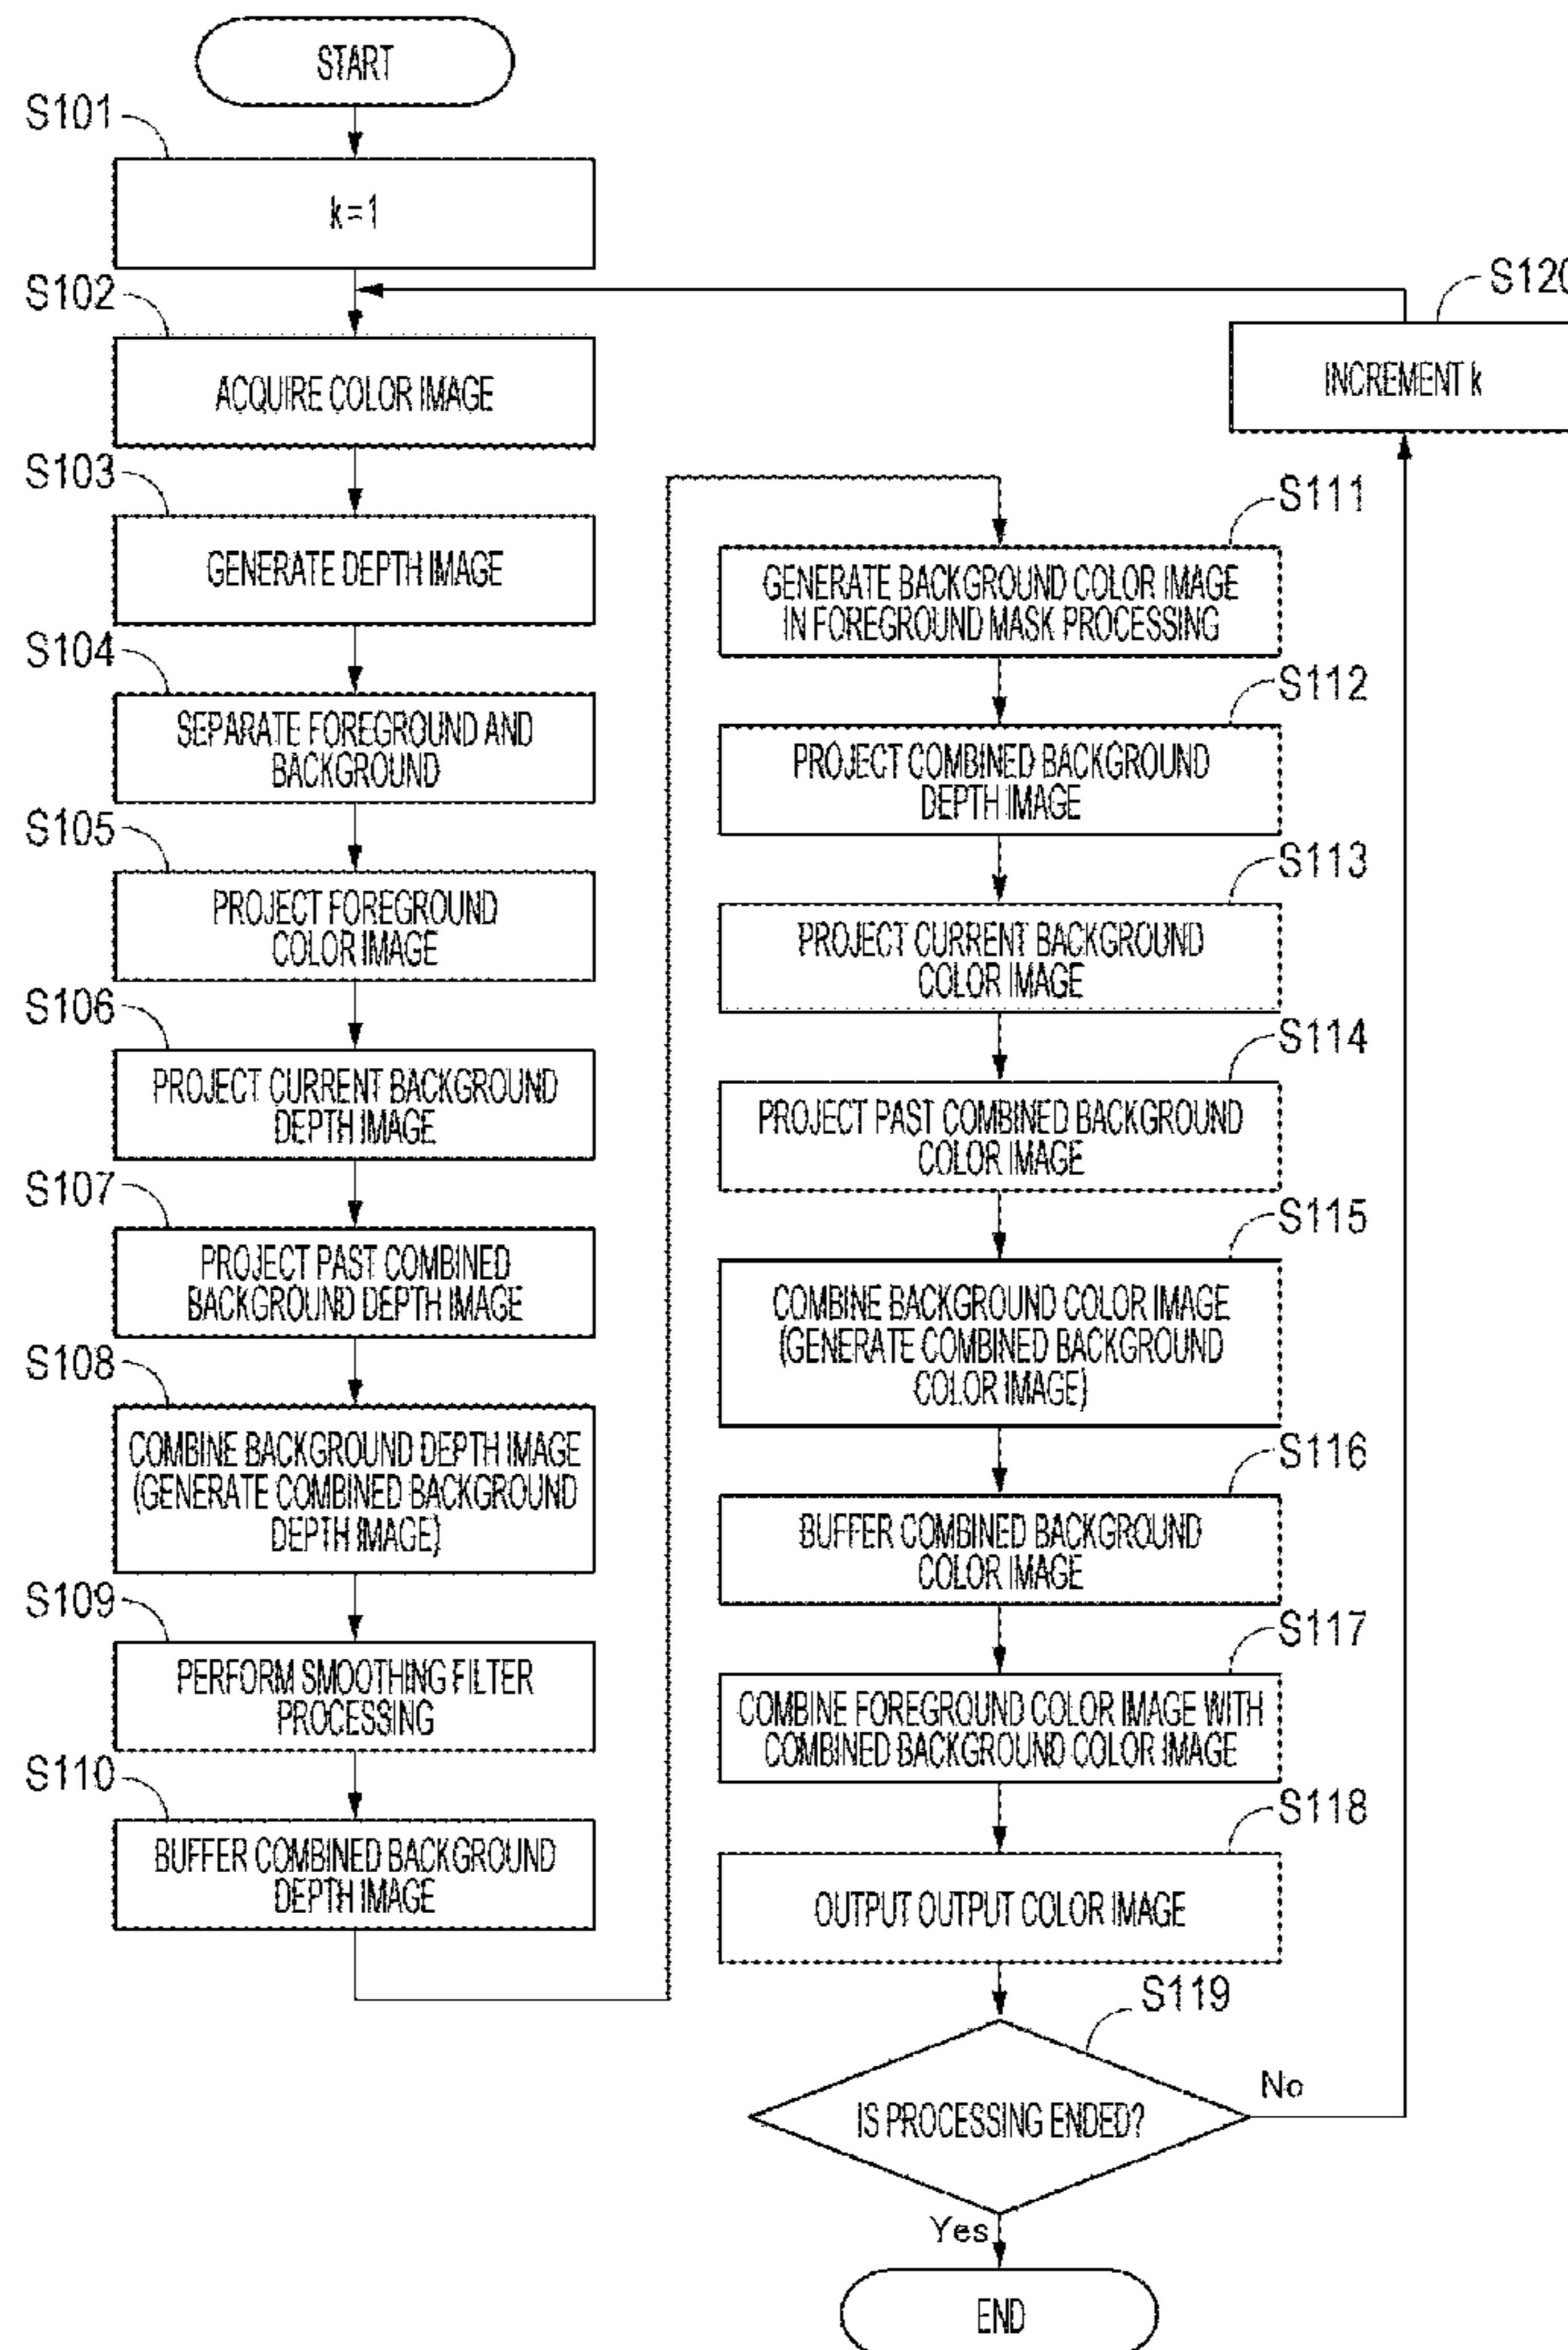 START
S101
k=1
S102
ACQUIRE COLOR IMAGE
S103
GENERATE DEPTH IMAGE
S104
SEPARATE FOREGROUND AND
BACKGROUND
S105
PROJECT FOREGROUND
COLOR IMAGE
S106
PROJECT CURRENT BACKGROUND
DEPTH IMAGE
S107
PROJECT PAST COMBINED
BACKGROUND DEPTH IMAGE
S108
COMBINE BACKGROUND DEPTH IMAGE
(GENERATE COMBINED BACKGROUND
DEPTH IMAGE)
S109
PERFORM SMOOTHING FILTER
PROCESSING
S110
BUFFER COMBINED BACKGROUND
DEPTH IMAGE
S111
GENERATE BACKGROUND COLOR IMAGE
IN FOREGROUND MASK PROCESSING
S112
PROJECT COMBINED BACKGROUND
DEPTH IMAGE
S113
PROJECT CURRENT BACKGROUND
COLOR IMAGE
S114
PROJECT PAST COMBINED BACKGROUND
COLOR IMAGE
S115
COMBINE BACKGROUND COLOR IMAGE
(GENERATE COMBINED BACKGROUND
COLOR IMAGE)
S116
BUFFER COMBINED BACKGROUND
COLOR IMAGE
S117
COMBINE FOREGROUND COLOR IMAGE WITH
COMBINED BACKGROUND COLOR IMAGE
S118
OUTPUT OUTPUT COLOR IMAGE
S119
IS PROCESSING ENDED?
No
Yes
END
S120
INCREMENT k